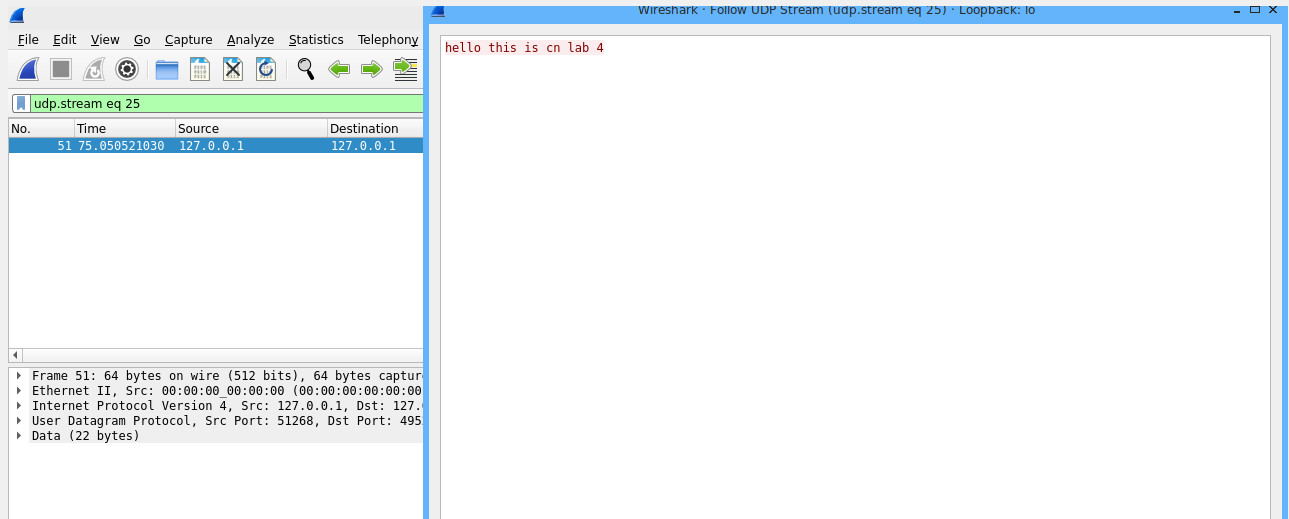 Wireshark · Follow UDP Stream (udp.stream eq 25) · Loopback: lo
File Edit View Go Capture Analyze Statistics Telephony
hello this is cn lab 4
udp.stream eq 25
No. Time Source Destination
51 75.050521030 127.0.0.1 127.0.0.1
Frame 51: 64 bytes on wire (512 bits), 64 bytes captur
Ethernet II, Src: 00:00:00_00:00:00 (00:00:00:00:00:00
Internet Protocol Version 4, Src: 127.0.0.1, Dst: 127.
User Datagram Protocol, Src Port: 51268, Dst Port: 495
Data (22 bytes)